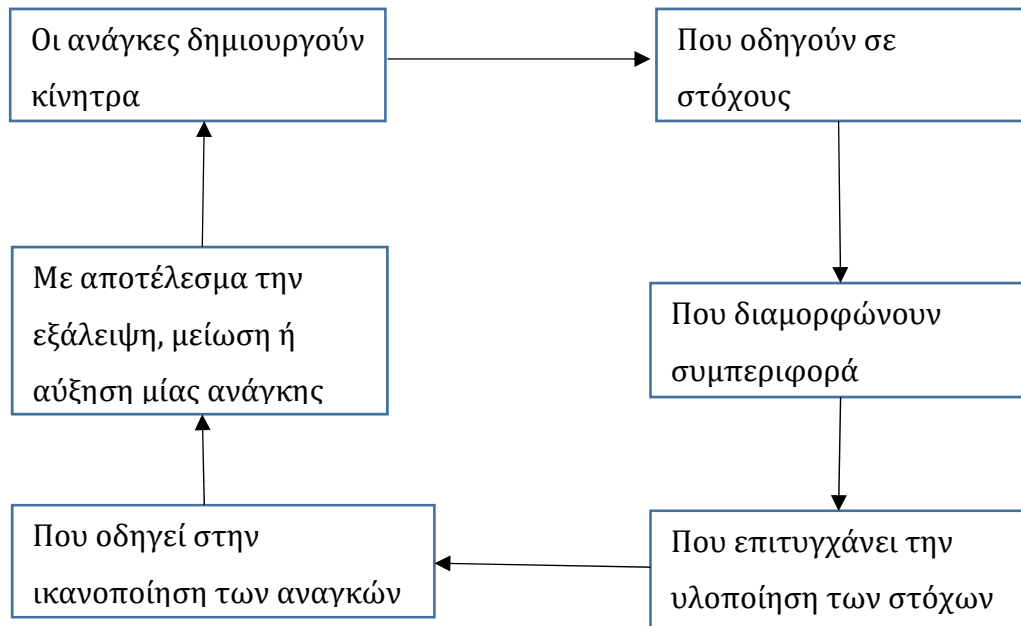 Οι ανάγκες δημιουργούν
κίνητρα
Που οδηγούν σε
στόχους
Που διαμορφώνουν
συμπεριφορά
Που επιτυγχάνει την
υλοποίηση των στόχων
Που οδηγεί στην
ικανοποίηση των αναγκών
Με αποτέλεσμα την
εξάλειψη, μείωση ή
αύξηση μίας ανάγκης